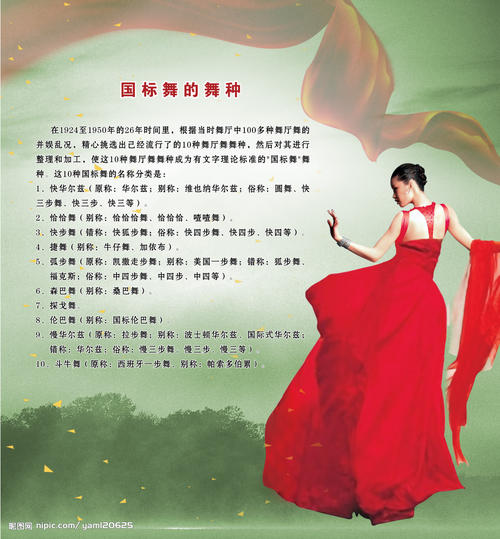 国标舞的舞种
在1924至1950年的26年时间里，根据当时舞厅中100多种舞厅舞的
并娱乱况，精心挑选出已经流行了的10种舞厅舞舞种，然后对其进行
整理和加工，使这10种舞厅舞舞种成为有文字理论标准的"国标舞"舞
种．这10种国标舞的名称分类是：
1．快华尔兹（原称：华尔兹；别称：维也纳华尔兹；俗称：圆舞、快
三步舞、快三步、快三等）。
2．恰恰舞（别称：恰恰恰舞、恰恰恰、喳喳舞）。
3．快步舞（错称：快狐步舞；俗称：快四步舞、快四步、快四等）。
4．捷舞（别称：牛仔舞、加依布）。
5．弧步舞（原称：凯撒走步舞；别称：美国一步舞；错称：狐步舞、
福克斯；俗称：中四步舞、中四步、中四等）。
6．森巴舞（别称：桑巴舞）。
7．探戈舞。
8．伦巴舞（别称：国标伦巴舞）
9．慢华尔兹（原称：拉步舞；别称：波士顿华尔兹、国际式华尔兹；
错称：华尔兹；俗称：慢三步舞、慢三步、慢三等）
10．斗牛舞（原称：西班牙一步舞、别称：帕索多伯累）．
昵图网 nipic.com/yaml20625